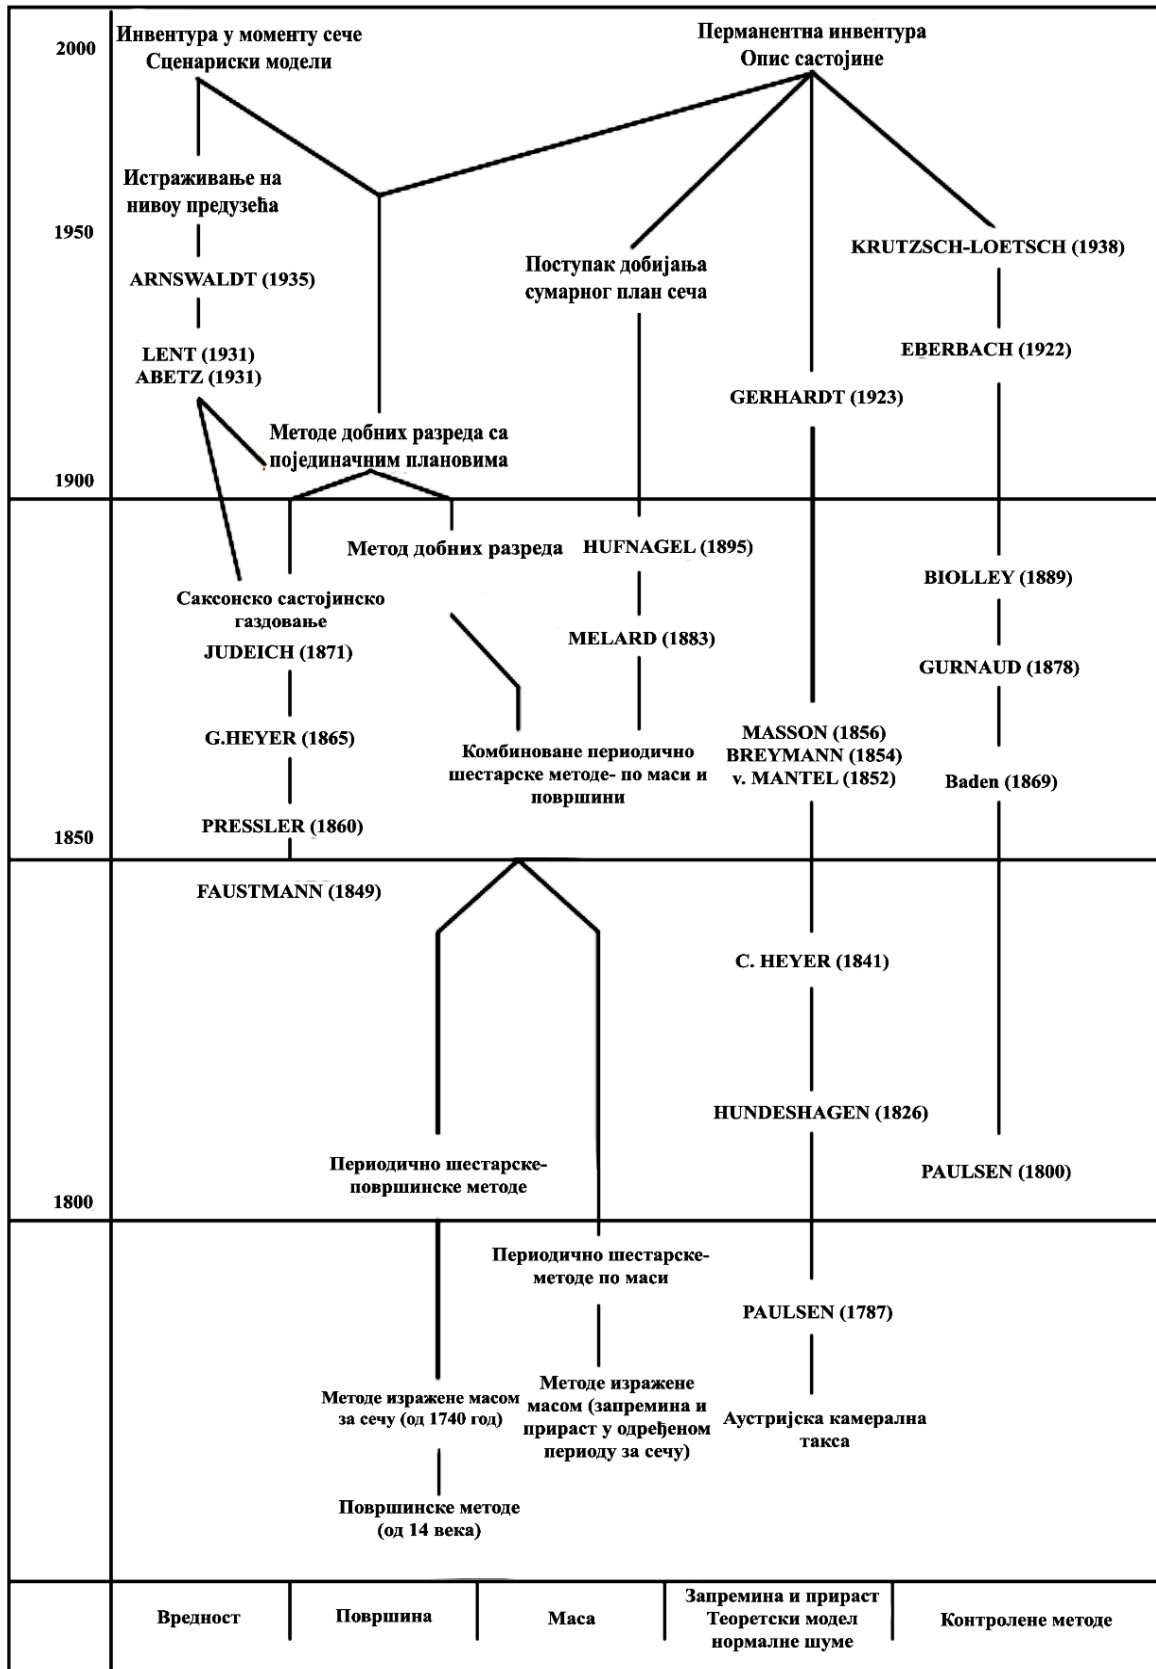 2000
Инвентура у моменту сече
Сценариски модели
Перманентна инвентура
Опис састојине
Истраживање на
нивоу предузећа
1950
KRUTZSCH-LOETSCH (1938)
Поступак добијања
сумарног план сеча
ARNSWALDT (1935)
LENT (1931)
ABETZ (1931)
EBERBACH (1922)
GERHARDT (1923)
Методе добних разреда са
појединачним плановима
1900
Метод добних разреда
HUFNAGEL (1895)
BIOLLEY (1889)
Саксонско састојинско
газдовање
JUDEICH (1871)
MELARD (1883)
GURNAUD (1878)
G.HEYER (1865)
Комбиноване периодично
шестарске методе- по маси и
површини
MASSON (1856)
BREYMANN (1854)
v. MANTEL (1852)
Baden (1869)
PRESSLER (1860)
1850
FAUSTMANN (1849)
C. HEYER (1841)
HUNDESHAGEN (1826)
Периодично шестарске-
површинске методе
PAULSEN (1800)
1800
Периодично шестарске-
методе по маси
PAULSEN (1787)
Методе изражене масом
за сечу (од 1740 год)
Методе изражене
масом (запремина и
прираст у одређеном
периоду за сечу)
Аустријска камерална
такса
Површинске методе
(од 14 века)
Вредност
Површина
Маса
Запремина и прираст
Теоретски модел
нормалне шуме
Контролене методе